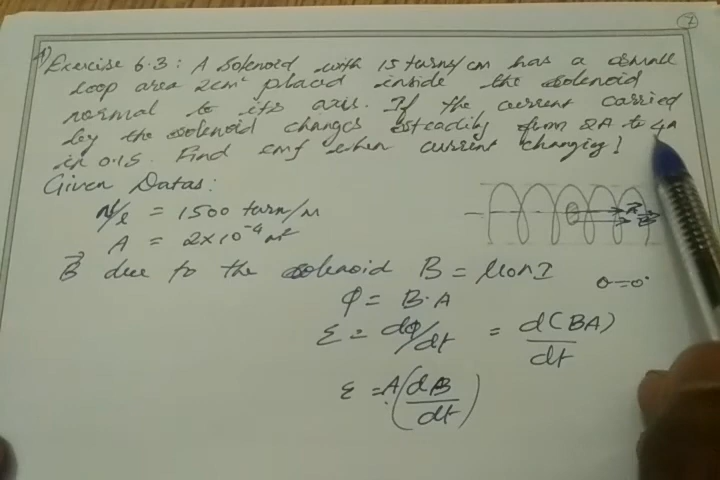 7
Exercise 6.3: A Solenoid with 15 turns/cm has a small
loop area 2cm² placed inside the solenoid
normal to its axis. If the current carried
by the solenoid changes steadily from 2A to 4A
in 0.1s. Find emf when current changing?
Given Datas:
N/l = 1500 turn/m
A = 2×10⁻⁴ m²
B⃗ due to the solenoid B = μ0nI
θ=0°
Φ = B·A
ε = dΦ/dt = d(BA)/dt
ε = A(dB/dt)